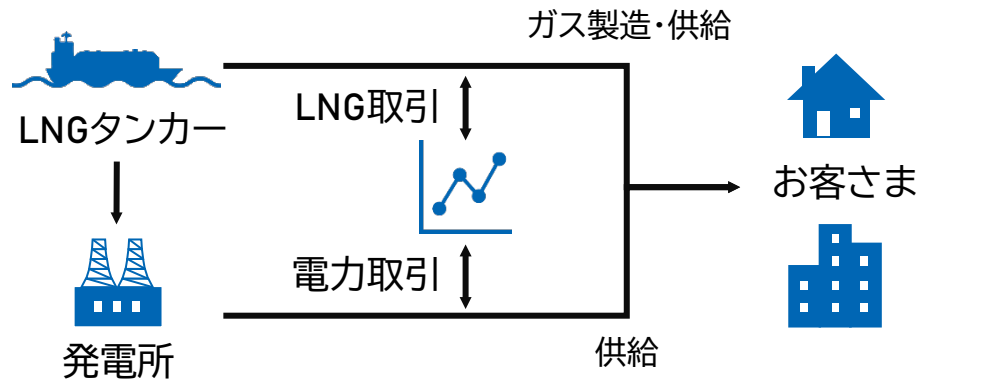 ガス製造・供給
LNGタンカー
LNG取引
お客さま
電力取引
発電所
供給